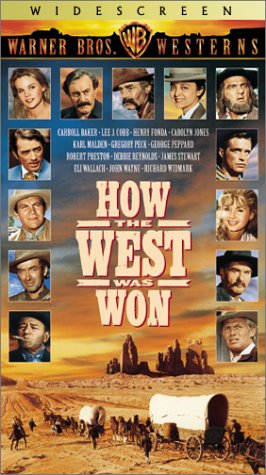 WIDESCREEN
WARNER BROS. WB WESTERNS
CARROLL BAKER • LEE J. COBB • HENRY FONDA • CAROLYN JONES
KARL MALDEN • GREGORY PECK • GEORGE PEPPARD
ROBERT PRESTON • DEBBIE REYNOLDS • JAMES STEWART
ELI WALLACH • JOHN WAYNE • RICHARD WIDMARK
HOW
THE
WEST
WAS
WON